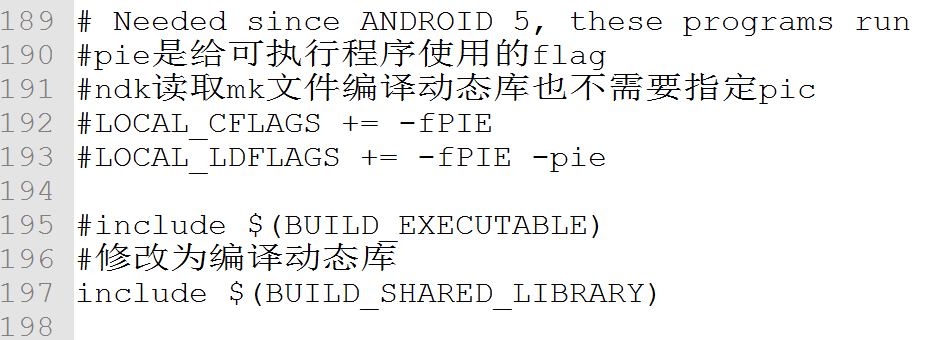 189 # Needed since ANDROID 5, these programs run
190 #pie是给可执行程序使用的flag
191 #ndk读取mk文件编译动态库也不需要指定pic
192 #LOCAL_CFLAGS += -fPIE
193 #LOCAL_LDFLAGS += -fPIE -pie
194
195 #include $(BUILD_EXECUTABLE)
196 #修改为编译动态库
197 include $(BUILD_SHARED_LIBRARY)
198